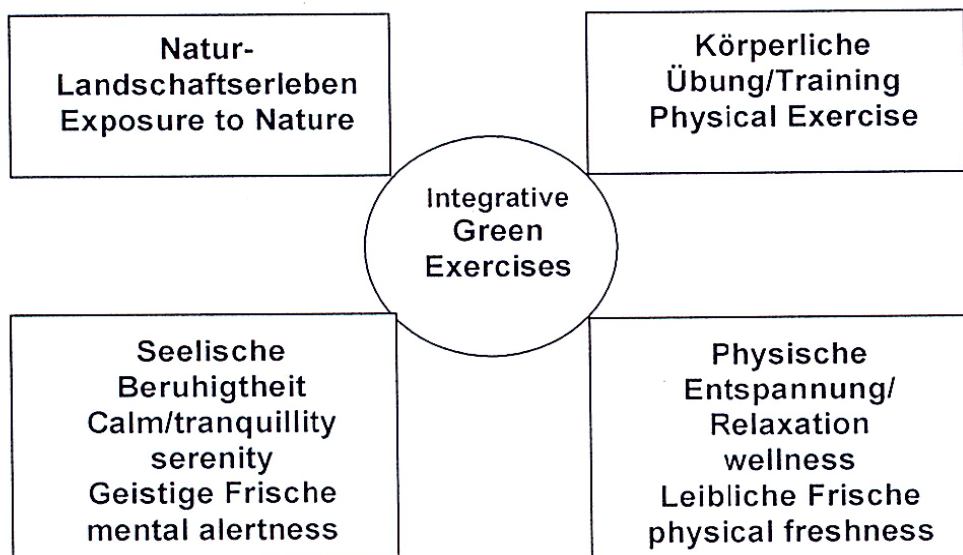 Natur-
Landschaftserleben
Exposure to Nature
Körperliche
Übung/Training
Physical Exercise
Integrative
Green
Exercises
Seelische
Beruhigtheit
Calm/tranquillity
serenity
Geistige Frische
mental alertness
Physische
Entspannung/
Relaxation
wellness
Leibliche Frische
physical freshness